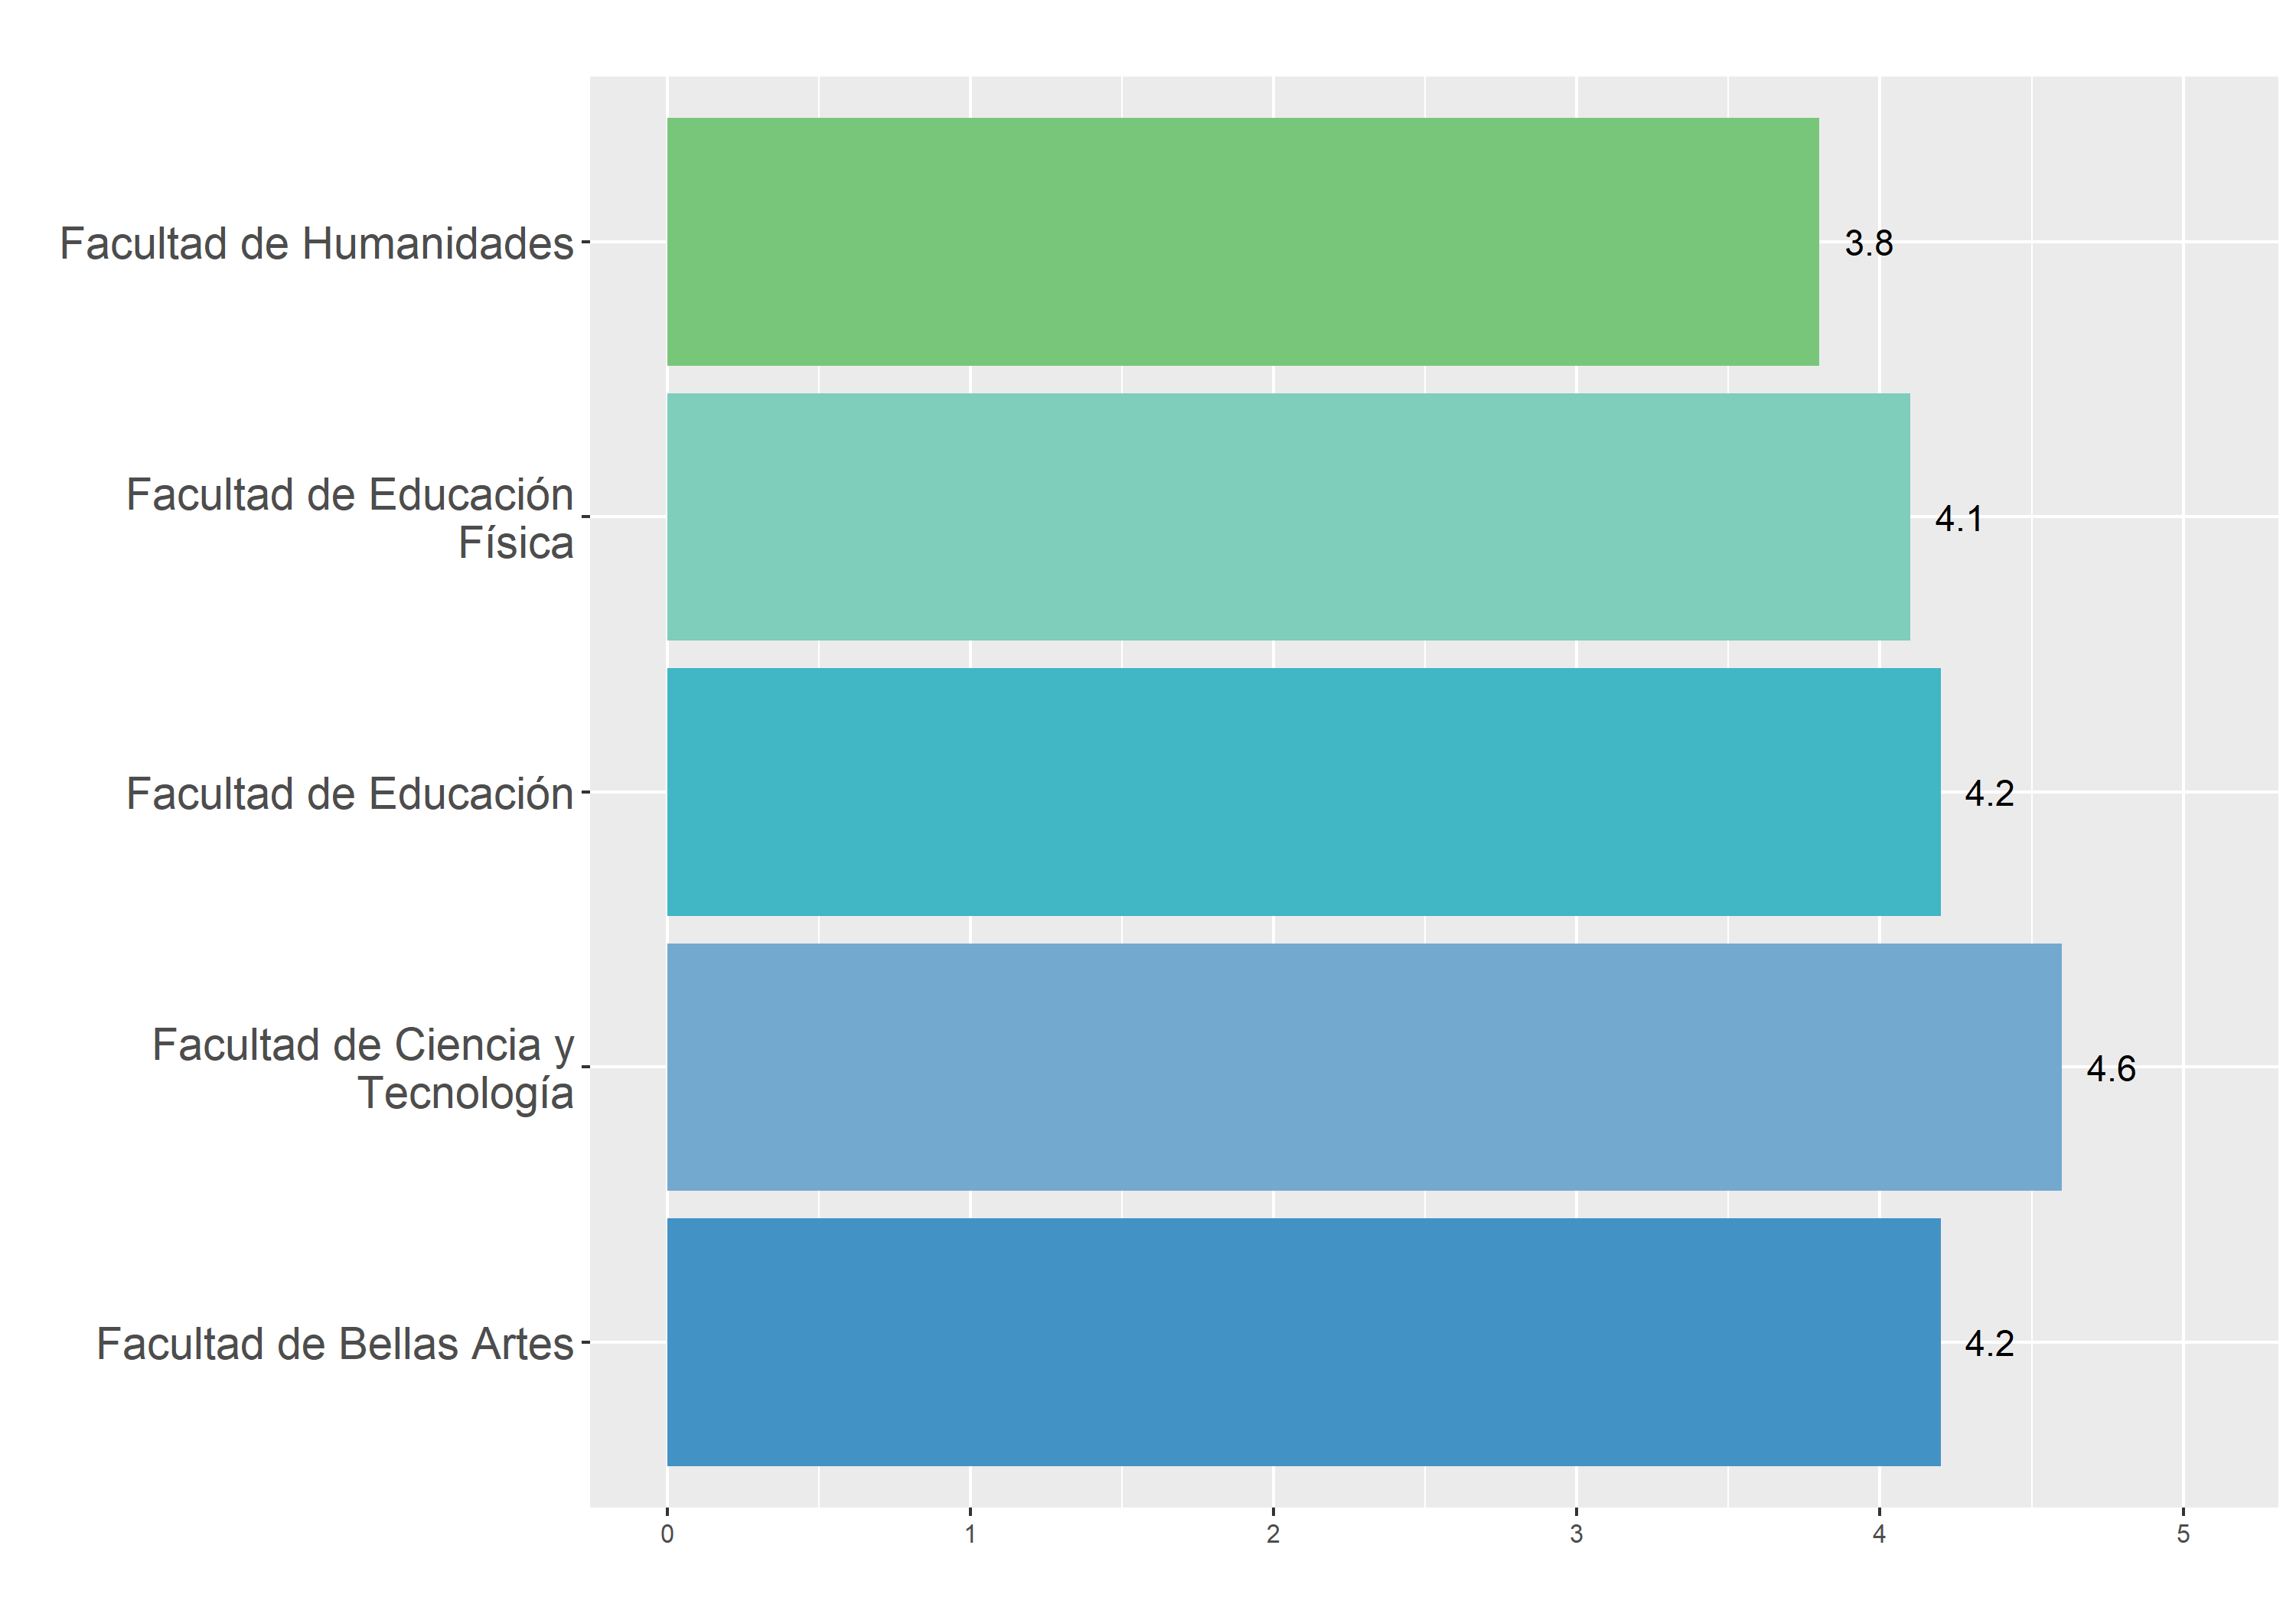 Facultad de Humanidades
3.8
Facultad de Educación
Física
4.1
Facultad de Educación
4.2
Facultad de Ciencia y
Tecnología
4.6
Facultad de Bellas Artes
4.2
0 1 2 3 4 5